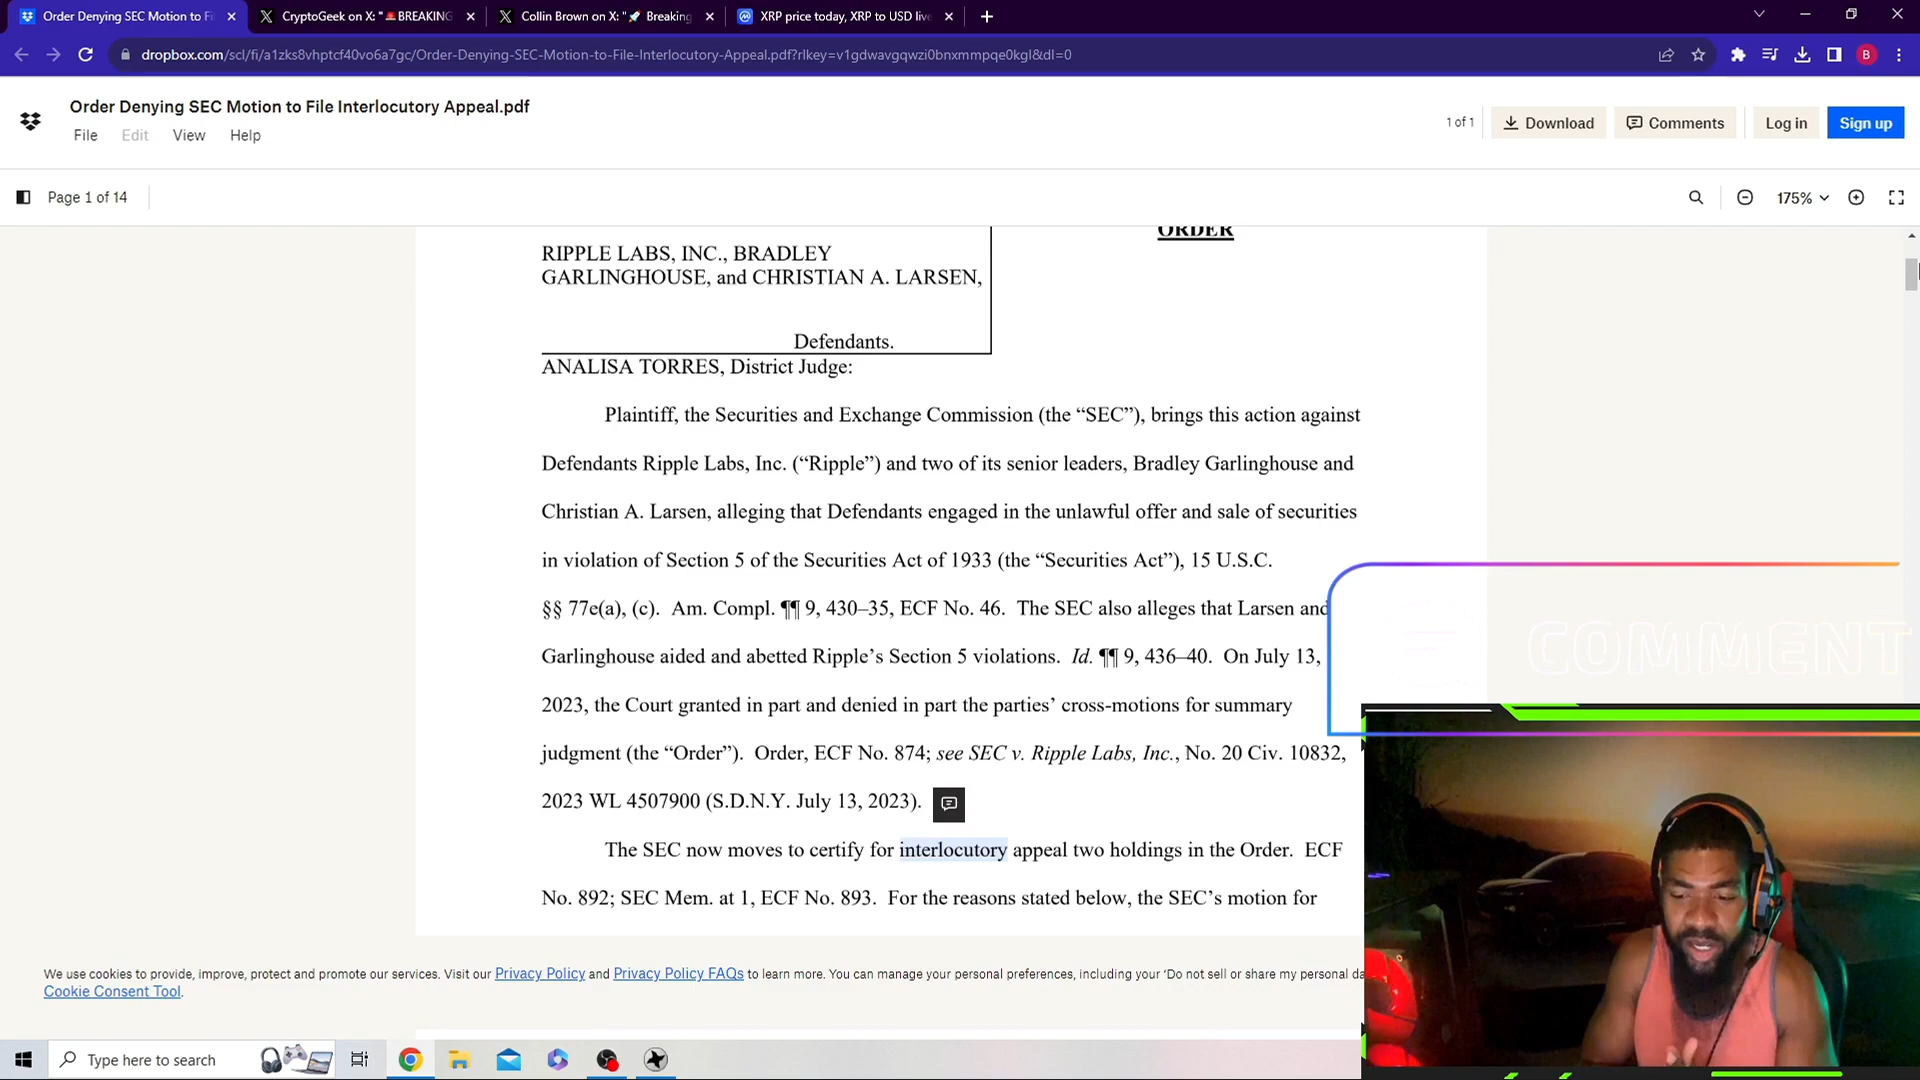 Order Denying SEC Motion to Fi
CryptoGeek on X: "🚨BREAKING
Collin Brown on X: "🚀 Breaking
XRP price today, XRP to USD live
dropbox.com/scl/fi/a1zks8vhptcf40vo6a7gc/Order-Denying-SEC-Motion-to-File-Interlocutory-Appeal.pdf?rlkey=v1gdwavgqwzi0bnxmmpqe0kgl&dl=0
B
Order Denying SEC Motion to File Interlocutory Appeal.pdf
File Edit View Help
1 of 1
Download
Comments
Log in
Sign up
Page 1 of 14
175%
ORDER
RIPPLE LABS, INC., BRADLEY
GARLINGHOUSE, and CHRISTIAN A. LARSEN,
Defendants.
ANALISA TORRES, District Judge:
Plaintiff, the Securities and Exchange Commission (the “SEC”), brings this action against
Defendants Ripple Labs, Inc. (“Ripple”) and two of its senior leaders, Bradley Garlinghouse and
Christian A. Larsen, alleging that Defendants engaged in the unlawful offer and sale of securities
in violation of Section 5 of the Securities Act of 1933 (the “Securities Act”), 15 U.S.C.
§§ 77e(a), (c). Am. Compl. ¶¶ 9, 430–35, ECF No. 46. The SEC also alleges that Larsen and
Garlinghouse aided and abetted Ripple’s Section 5 violations. Id. ¶¶ 9, 436–40. On July 13,
2023, the Court granted in part and denied in part the parties’ cross-motions for summary
judgment (the “Order”). Order, ECF No. 874; see SEC v. Ripple Labs, Inc., No. 20 Civ. 10832,
2023 WL 4507900 (S.D.N.Y. July 13, 2023).
The SEC now moves to certify for interlocutory appeal two holdings in the Order. ECF
No. 892; SEC Mem. at 1, ECF No. 893. For the reasons stated below, the SEC’s motion for
COMMENT
We use cookies to provide, improve, protect and promote our services. Visit our Privacy Policy and Privacy Policy FAQs to learn more. You can manage your personal preferences, including your ‘Do not sell or share my personal da
Cookie Consent Tool.
Type here to search